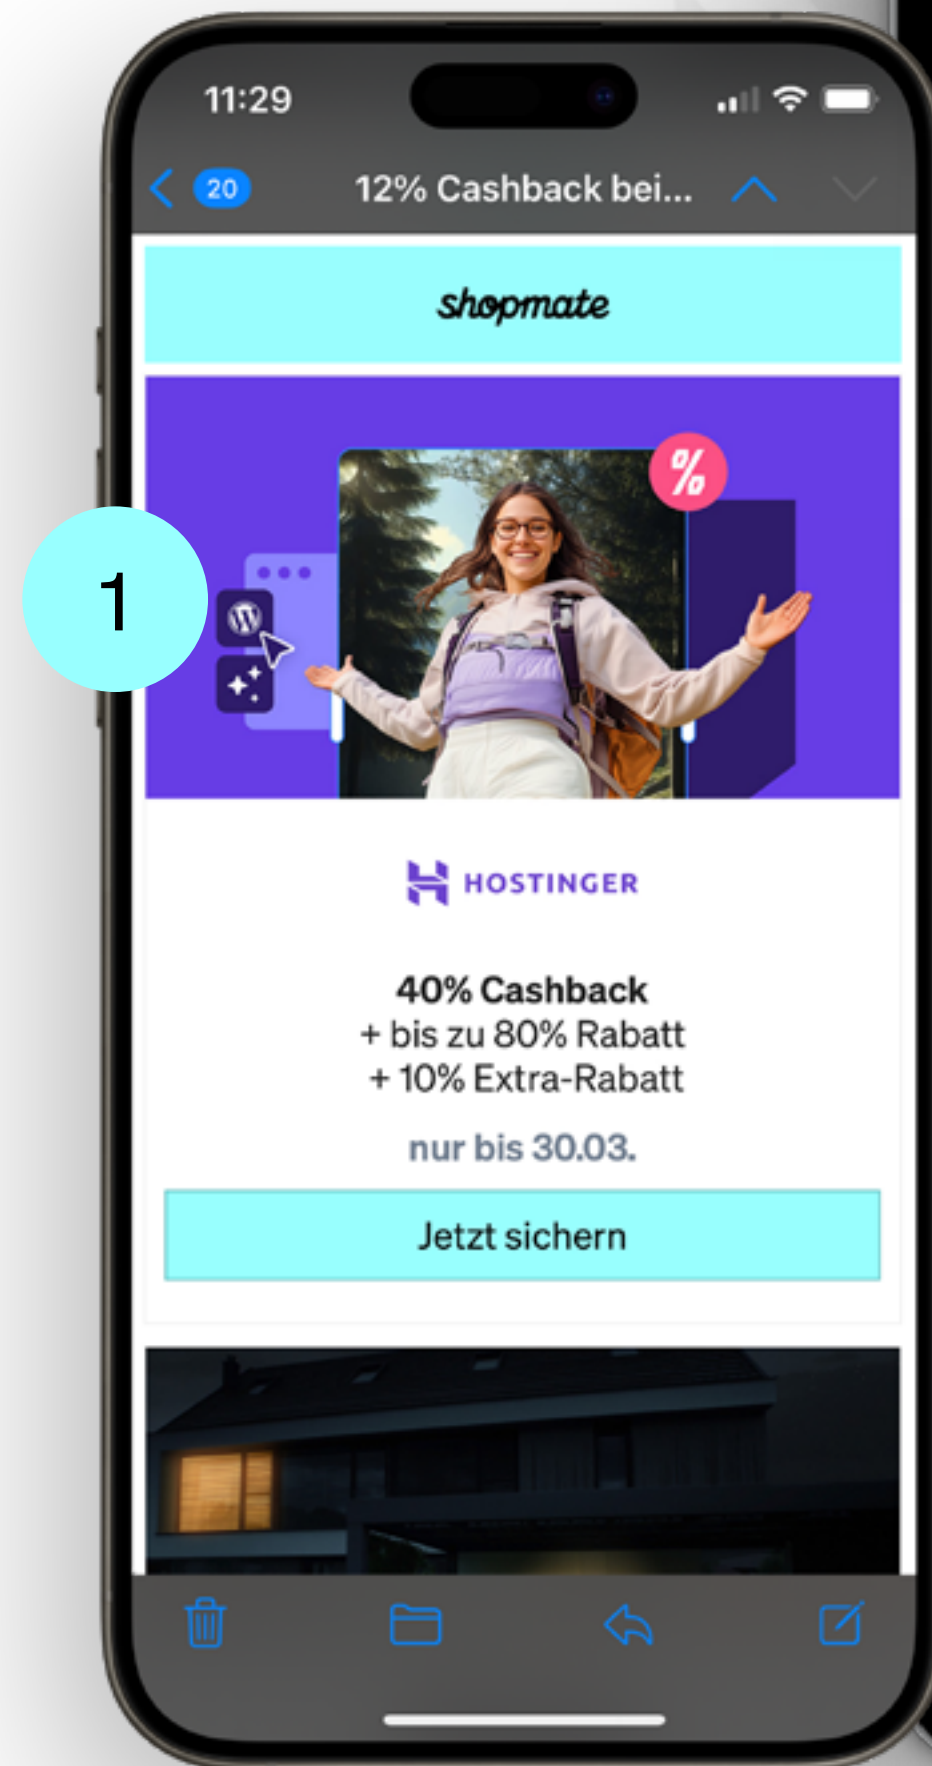 11:29
20
12% Cashback bei...
shopmate
%
1
HOSTINGER
40% Cashback
+ bis zu 80% Rabatt
+ 10% Extra-Rabatt
nur bis 30.03.
Jetzt sichern